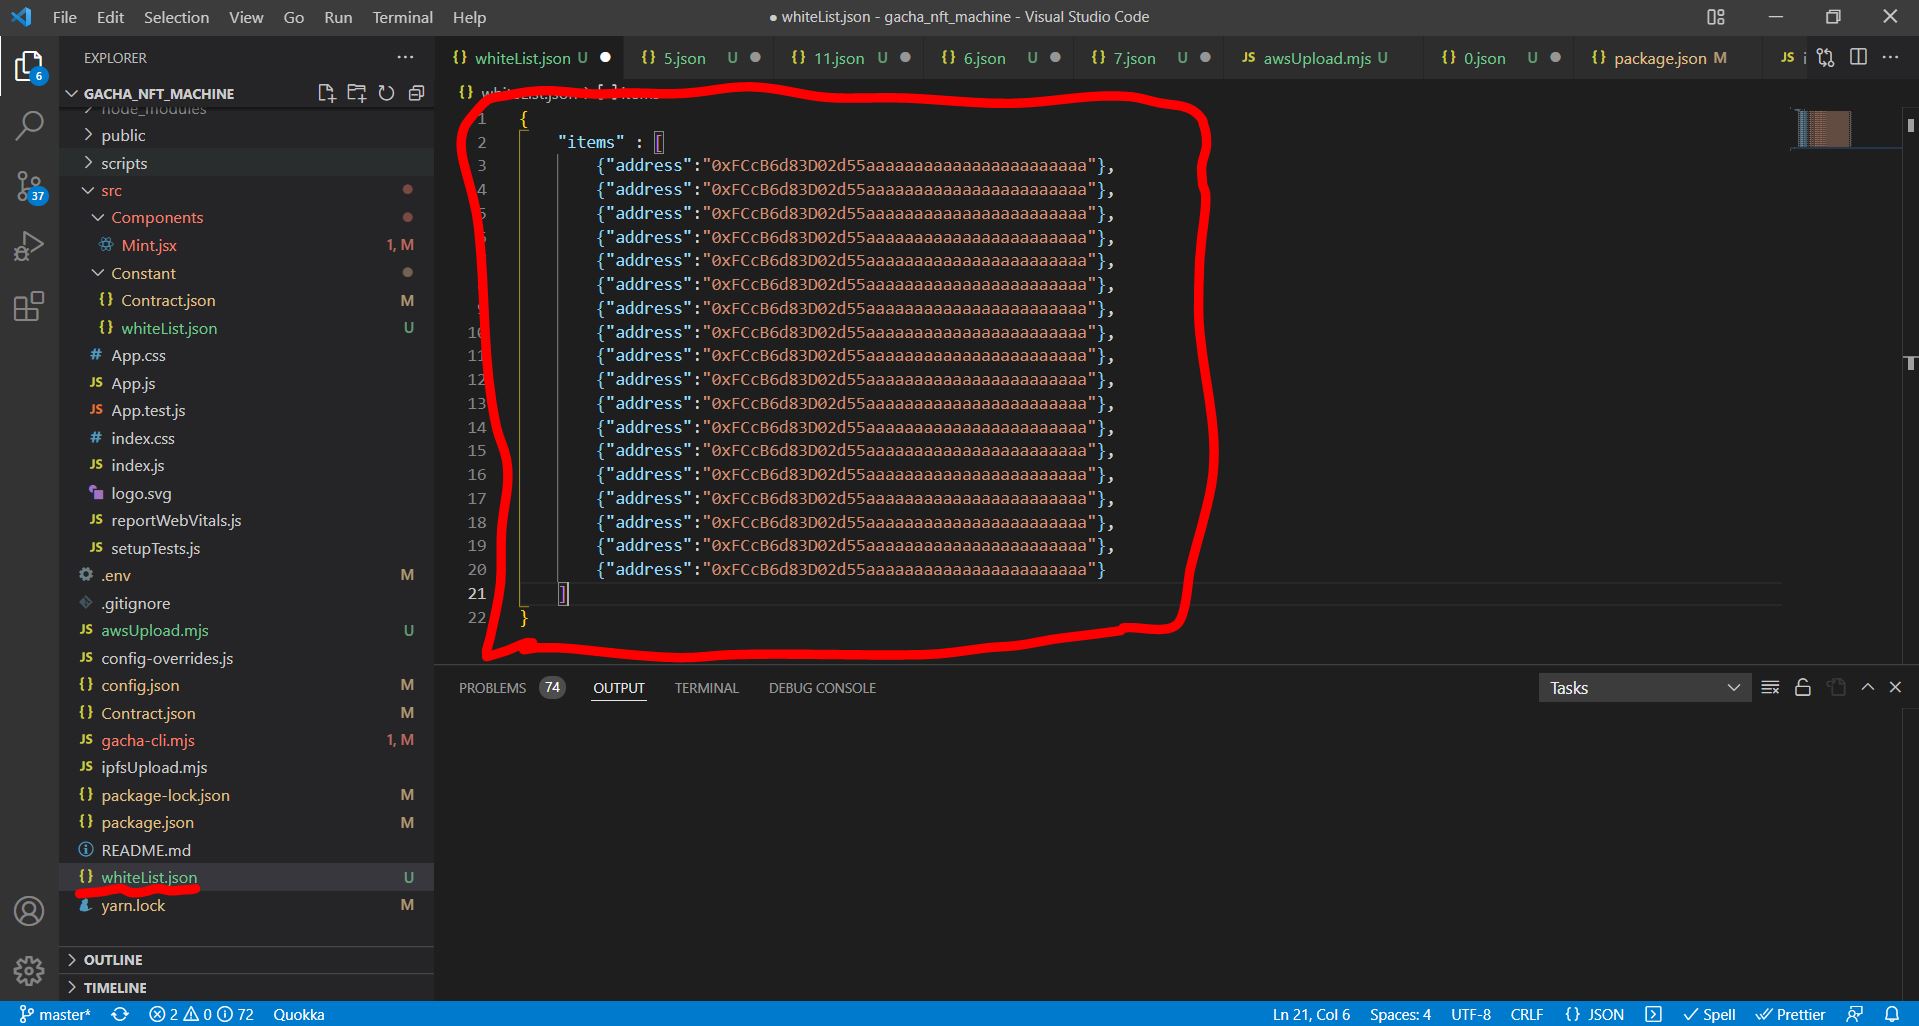 File Edit Selection View Go Run Terminal Help
● whiteList.json - gacha_nft_machine - Visual Studio Code
EXPLORER
GACHA_NFT_MACHINE
node_modules
public
scripts
src
Components
Mint.jsx 1, M
Constant
Contract.json M
whiteList.json U
App.css
App.js
App.test.js
index.css
index.js
logo.svg
reportWebVitals.js
setupTests.js
.env M
.gitignore
awsUpload.mjs U
config-overrides.js
config.json M
Contract.json M
gacha-cli.mjs 1, M
ipfsUpload.mjs
package-lock.json M
package.json M
README.md
whiteList.json U
yarn.lock M
OUTLINE
TIMELINE
6
37
whiteList.json U 5.json U 11.json U 6.json U 7.json U awsUpload.mjs U 0.json U package.json M JS i
1 {
2 "items" : [
3 {"address":"0xFCcB6d83D02d55aaaaaaaaaaaaaaaaaaaaaaa"},
4 {"address":"0xFCcB6d83D02d55aaaaaaaaaaaaaaaaaaaaaaa"},
{"address":"0xFCcB6d83D02d55aaaaaaaaaaaaaaaaaaaaaaa"},
{"address":"0xFCcB6d83D02d55aaaaaaaaaaaaaaaaaaaaaaa"},
{"address":"0xFCcB6d83D02d55aaaaaaaaaaaaaaaaaaaaaaa"},
{"address":"0xFCcB6d83D02d55aaaaaaaaaaaaaaaaaaaaaaa"},
{"address":"0xFCcB6d83D02d55aaaaaaaaaaaaaaaaaaaaaaa"},
10 {"address":"0xFCcB6d83D02d55aaaaaaaaaaaaaaaaaaaaaaa"},
11 {"address":"0xFCcB6d83D02d55aaaaaaaaaaaaaaaaaaaaaaa"},
12 {"address":"0xFCcB6d83D02d55aaaaaaaaaaaaaaaaaaaaaaa"},
13 {"address":"0xFCcB6d83D02d55aaaaaaaaaaaaaaaaaaaaaaa"},
14 {"address":"0xFCcB6d83D02d55aaaaaaaaaaaaaaaaaaaaaaa"},
15 {"address":"0xFCcB6d83D02d55aaaaaaaaaaaaaaaaaaaaaaa"},
16 {"address":"0xFCcB6d83D02d55aaaaaaaaaaaaaaaaaaaaaaa"},
17 {"address":"0xFCcB6d83D02d55aaaaaaaaaaaaaaaaaaaaaaa"},
18 {"address":"0xFCcB6d83D02d55aaaaaaaaaaaaaaaaaaaaaaa"},
19 {"address":"0xFCcB6d83D02d55aaaaaaaaaaaaaaaaaaaaaaa"},
20 {"address":"0xFCcB6d83D02d55aaaaaaaaaaaaaaaaaaaaaaa"}
21 ]
22 }
PROBLEMS 74 OUTPUT TERMINAL DEBUG CONSOLE
Tasks
master* 2 0 72 Quokka
Ln 21, Col 6 Spaces: 4 UTF-8 CRLF {} JSON Spell Prettier